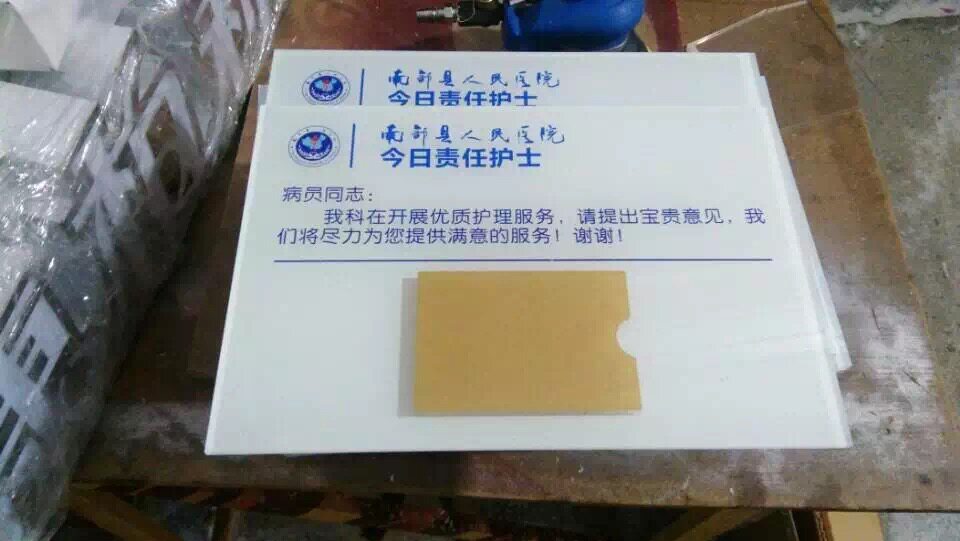 南部县人民医院
今日责任护士
南部县人民医院
今日责任护士
病员同志：
我科在开展优质护理服务，请提出宝贵意见，我
们将尽力为您提供满意的服务！谢谢！